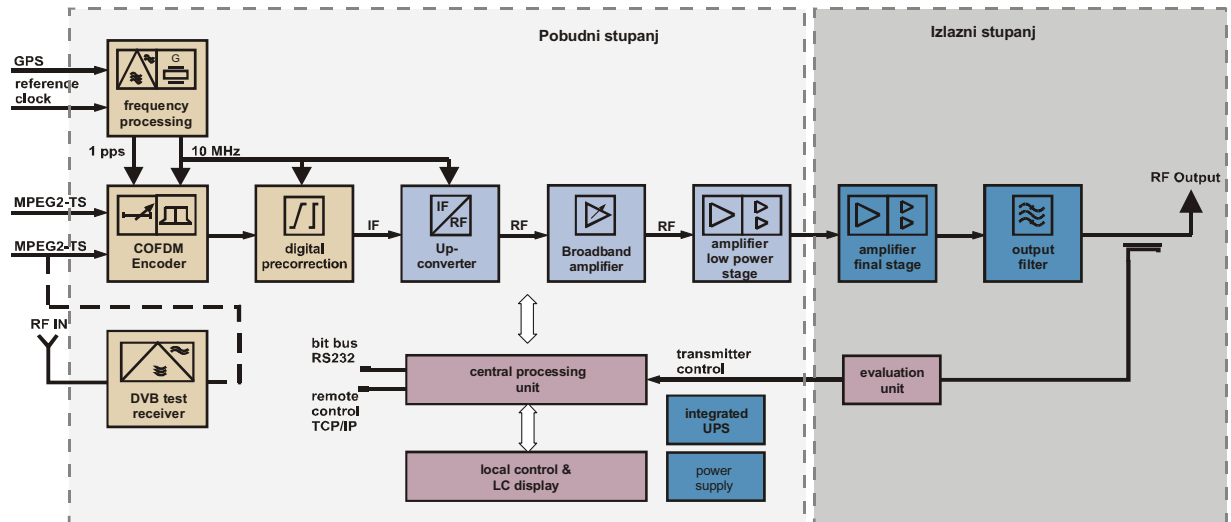 Pobudni stupanj
Izlazni stupanj
GPS
reference
clock
G
frequency
processing
1 pps
10 MHz
MPEG2-TS
MPEG2-TS
COFDM
Encoder
digital
precorrection
IF
IF
RF
Up-
converter
RF
Broadband
amplifier
RF
amplifier
low power
stage
amplifier
final stage
output
filter
RF Output
RF IN
DVB test
receiver
bit bus
RS232
remote
control
TCP/IP
central processing
unit
transmitter
control
evaluation
unit
integrated
UPS
local control &
LC display
power
supply